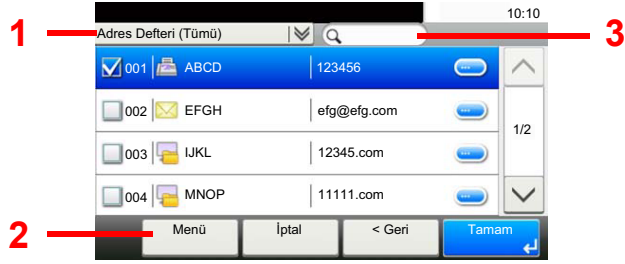 10:10
1 Adres Defteri (Tümü) 3
001 ABCD 123456
002 EFGH efg@efg.com
1/2
003 IJKL 12345.com
004 MNOP 11111.com
2 Menü İptal < Geri Tamam